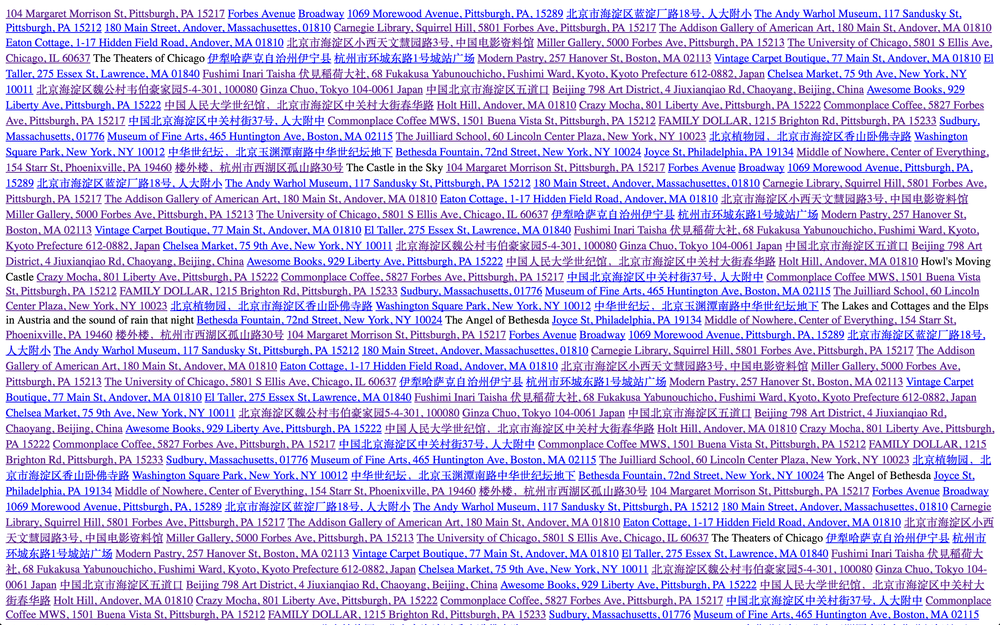 104 Margaret Morrison St, Pittsburgh, PA 15217 Forbes Avenue Broadway 1069 Morewood Avenue, Pittsburgh, PA, 15289 北京市海淀区蓝淀厂路18号, 人大附小 The Andy Warhol Museum, 117 Sandusky St,
Pittsburgh, PA 15212 180 Main Street, Andover, Massachusettes, 01810 Carnegie Library, Squirrel Hill, 5801 Forbes Ave, Pittsburgh, PA 15217 The Addison Gallery of American Art, 180 Main St, Andover, MA 01810
Eaton Cottage, 1-17 Hidden Field Road, Andover, MA 01810 北京市海淀区小西天文慧园路3号, 中国电影资料馆 Miller Gallery, 5000 Forbes Ave, Pittsburgh, PA 15213 The University of Chicago, 5801 S Ellis Ave,
Chicago, IL 60637 The Theaters of Chicago 伊犁哈萨克自治州伊宁县 杭州市环城东路1号城站广场 Modern Pastry, 257 Hanover St, Boston, MA 02113 Vintage Carpet Boutique, 77 Main St, Andover, MA 01810 El
Taller, 275 Essex St, Lawrence, MA 01840 Fushimi Inari Taisha 伏見稲荷大社, 68 Fukakusa Yabunouchicho, Fushimi Ward, Kyoto, Kyoto Prefecture 612-0882, Japan Chelsea Market, 75 9th Ave, New York, NY
10011 北京海淀区魏公村韦伯豪家园5-4-301, 100080 Ginza Chuo, Tokyo 104-0061 Japan 中国北京海淀区五道口 Beijing 798 Art District, 4 Jiuxianqiao Rd, Chaoyang, Beijing, China Awesome Books, 929
Liberty Ave, Pittsburgh, PA 15222 中国人民大学世纪馆，北京市海淀区中关村大街春华路 Holt Hill, Andover, MA 01810 Crazy Mocha, 801 Liberty Ave, Pittsburgh, PA 15222 Commonplace Coffee, 5827 Forbes
Ave, Pittsburgh, PA 15217 中国北京海淀区中关村街37号, 人大附中 Commonplace Coffee MWS, 1501 Buena Vista St, Pittsburgh, PA 15212 FAMILY DOLLAR, 1215 Brighton Rd, Pittsburgh, PA 15233 Sudbury,
Massachusetts, 01776 Museum of Fine Arts, 465 Huntington Ave, Boston, MA 02115 The Juilliard School, 60 Lincoln Center Plaza, New York, NY 10023 北京植物园，北京市海淀区香山卧佛寺路 Washington
Square Park, New York, NY 10012 中华世纪坛，北京玉渊潭南路中华世纪坛地下 Bethesda Fountain, 72nd Street, New York, NY 10024 Joyce St, Philadelphia, PA 19134 Middle of Nowhere, Center of Everything,
154 Starr St, Phoenixville, PA 19460 楼外楼，杭州市西湖区孤山路30号 The Castle in the Sky 104 Margaret Morrison St, Pittsburgh, PA 15217 Forbes Avenue Broadway 1069 Morewood Avenue, Pittsburgh, PA,
15289 北京市海淀区蓝淀厂路18号, 人大附小 The Andy Warhol Museum, 117 Sandusky St, Pittsburgh, PA 15212 180 Main Street, Andover, Massachusettes, 01810 Carnegie Library, Squirrel Hill, 5801 Forbes Ave,
Pittsburgh, PA 15217 The Addison Gallery of American Art, 180 Main St, Andover, MA 01810 Eaton Cottage, 1-17 Hidden Field Road, Andover, MA 01810 北京市海淀区小西天文慧园路3号, 中国电影资料馆
Miller Gallery, 5000 Forbes Ave, Pittsburgh, PA 15213 The University of Chicago, 5801 S Ellis Ave, Chicago, IL 60637 伊犁哈萨克自治州伊宁县 杭州市环城东路1号城站广场 Modern Pastry, 257 Hanover St,
Boston, MA 02113 Vintage Carpet Boutique, 77 Main St, Andover, MA 01810 El Taller, 275 Essex St, Lawrence, MA 01840 Fushimi Inari Taisha 伏見稲荷大社, 68 Fukakusa Yabunouchicho, Fushimi Ward, Kyoto,
Kyoto Prefecture 612-0882, Japan Chelsea Market, 75 9th Ave, New York, NY 10011 北京海淀区魏公村韦伯豪家园5-4-301, 100080 Ginza Chuo, Tokyo 104-0061 Japan 中国北京海淀区五道口 Beijing 798 Art
District, 4 Jiuxianqiao Rd, Chaoyang, Beijing, China Awesome Books, 929 Liberty Ave, Pittsburgh, PA 15222 中国人民大学世纪馆，北京市海淀区中关村大街春华路 Holt Hill, Andover, MA 01810 Howl's Moving
Castle Crazy Mocha, 801 Liberty Ave, Pittsburgh, PA 15222 Commonplace Coffee, 5827 Forbes Ave, Pittsburgh, PA 15217 中国北京海淀区中关村街37号, 人大附中 Commonplace Coffee MWS, 1501 Buena Vista
St, Pittsburgh, PA 15212 FAMILY DOLLAR, 1215 Brighton Rd, Pittsburgh, PA 15233 Sudbury, Massachusetts, 01776 Museum of Fine Arts, 465 Huntington Ave, Boston, MA 02115 The Juilliard School, 60 Lincoln
Center Plaza, New York, NY 10023 北京植物园，北京市海淀区香山卧佛寺路 Washington Square Park, New York, NY 10012 中华世纪坛，北京玉渊潭南路中华世纪坛地下 The Lakes and Cottages and the Elps
in Austria and the sound of rain that night Bethesda Fountain, 72nd Street, New York, NY 10024 The Angel of Bethesda Joyce St, Philadelphia, PA 19134 Middle of Nowhere, Center of Everything, 154 Starr St,
Phoenixville, PA 19460 楼外楼，杭州市西湖区孤山路30号 104 Margaret Morrison St, Pittsburgh, PA 15217 Forbes Avenue Broadway 1069 Morewood Avenue, Pittsburgh, PA, 15289 北京市海淀区蓝淀厂路18号,
人大附小 The Andy Warhol Museum, 117 Sandusky St, Pittsburgh, PA 15212 180 Main Street, Andover, Massachusettes, 01810 Carnegie Library, Squirrel Hill, 5801 Forbes Ave, Pittsburgh, PA 15217 The Addison
Gallery of American Art, 180 Main St, Andover, MA 01810 Eaton Cottage, 1-17 Hidden Field Road, Andover, MA 01810 北京市海淀区小西天文慧园路3号, 中国电影资料馆 Miller Gallery, 5000 Forbes Ave,
Pittsburgh, PA 15213 The University of Chicago, 5801 S Ellis Ave, Chicago, IL 60637 伊犁哈萨克自治州伊宁县 杭州市环城东路1号城站广场 Modern Pastry, 257 Hanover St, Boston, MA 02113 Vintage Carpet
Boutique, 77 Main St, Andover, MA 01810 El Taller, 275 Essex St, Lawrence, MA 01840 Fushimi Inari Taisha 伏見稲荷大社, 68 Fukakusa Yabunouchicho, Fushimi Ward, Kyoto, Kyoto Prefecture 612-0882, Japan
Chelsea Market, 75 9th Ave, New York, NY 10011 北京海淀区魏公村韦伯豪家园5-4-301, 100080 Ginza Chuo, Tokyo 104-0061 Japan 中国北京海淀区五道口 Beijing 798 Art District, 4 Jiuxianqiao Rd,
Chaoyang, Beijing, China Awesome Books, 929 Liberty Ave, Pittsburgh, PA 15222 中国人民大学世纪馆，北京市海淀区中关村大街春华路 Holt Hill, Andover, MA 01810 Crazy Mocha, 801 Liberty Ave, Pittsburgh,
PA 15222 Commonplace Coffee, 5827 Forbes Ave, Pittsburgh, PA 15217 中国北京海淀区中关村街37号, 人大附中 Commonplace Coffee MWS, 1501 Buena Vista St, Pittsburgh, PA 15212 FAMILY DOLLAR, 1215
Brighton Rd, Pittsburgh, PA 15233 Sudbury, Massachusetts, 01776 Museum of Fine Arts, 465 Huntington Ave, Boston, MA 02115 The Juilliard School, 60 Lincoln Center Plaza, New York, NY 10023 北京植物园，北
京市海淀区香山卧佛寺路 Washington Square Park, New York, NY 10012 中华世纪坛，北京玉渊潭南路中华世纪坛地下 Bethesda Fountain, 72nd Street, New York, NY 10024 The Angel of Bethesda Joyce St,
Philadelphia, PA 19134 Middle of Nowhere, Center of Everything, 154 Starr St, Phoenixville, PA 19460 楼外楼，杭州市西湖区孤山路30号 104 Margaret Morrison St, Pittsburgh, PA 15217 Forbes Avenue Broadway
1069 Morewood Avenue, Pittsburgh, PA, 15289 北京市海淀区蓝淀厂路18号, 人大附小 The Andy Warhol Museum, 117 Sandusky St, Pittsburgh, PA 15212 180 Main Street, Andover, Massachusettes, 01810 Carnegie
Library, Squirrel Hill, 5801 Forbes Ave, Pittsburgh, PA 15217 The Addison Gallery of American Art, 180 Main St, Andover, MA 01810 Eaton Cottage, 1-17 Hidden Field Road, Andover, MA 01810 北京市海淀区小西
天文慧园路3号, 中国电影资料馆 Miller Gallery, 5000 Forbes Ave, Pittsburgh, PA 15213 The University of Chicago, 5801 S Ellis Ave, Chicago, IL 60637 The Theaters of Chicago 伊犁哈萨克自治州伊宁县 杭州市
环城东路1号城站广场 Modern Pastry, 257 Hanover St, Boston, MA 02113 Vintage Carpet Boutique, 77 Main St, Andover, MA 01810 El Taller, 275 Essex St, Lawrence, MA 01840 Fushimi Inari Taisha 伏見稲荷大
社, 68 Fukakusa Yabunouchicho, Fushimi Ward, Kyoto, Kyoto Prefecture 612-0882, Japan Chelsea Market, 75 9th Ave, New York, NY 10011 北京海淀区魏公村韦伯豪家园5-4-301, 100080 Ginza Chuo, Tokyo 104-
0061 Japan 中国北京海淀区五道口 Beijing 798 Art District, 4 Jiuxianqiao Rd, Chaoyang, Beijing, China Awesome Books, 929 Liberty Ave, Pittsburgh, PA 15222 中国人民大学世纪馆，北京市海淀区中关村大
街春华路 Holt Hill, Andover, MA 01810 Crazy Mocha, 801 Liberty Ave, Pittsburgh, PA 15222 Commonplace Coffee, 5827 Forbes Ave, Pittsburgh, PA 15217 中国北京海淀区中关村街37号, 人大附中 Commonplace
Coffee MWS, 1501 Buena Vista St, Pittsburgh, PA 15212 FAMILY DOLLAR, 1215 Brighton Rd, Pittsburgh, PA 15233 Sudbury, Massachusetts, 01776 Museum of Fine Arts, 465 Huntington Ave, Boston, MA 02115